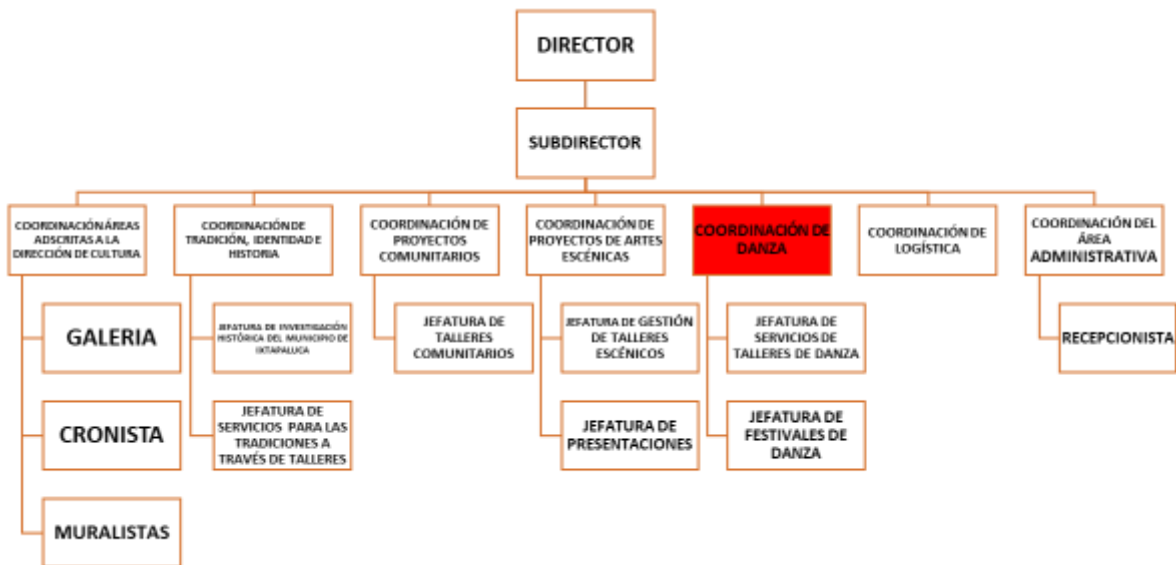 DIRECTOR
SUBDIRECTOR
COORDINACIÓN ÁREAS
ADSCRITAS A LA
DIRECCIÓN DE CULTURA
COORDINACIÓN DE
TRADICIÓN, IDENTIDAD E
HISTORIA
COORDINACIÓN DE
PROYECTOS
COMUNITARIOS
COORDINACIÓN DE
PROYECTOS DE ARTES
ESCÉNICAS
COORDINACIÓN DE
DANZA
COORDINACIÓN DE
LOGÍSTICA
COORDINACIÓN DEL
ÁREA
ADMINISTRATIVA
GALERIA
JEFATURA DE INVESTIGACIÓN
HISTÓRICA DEL MUNICIPIO DE
IXTAPALUCA
JEFATURA DE
TALLERES
COMUNITARIOS
JEFATURA DE GESTIÓN
DE TALLERES
ESCÉNICOS
JEFATURA DE
SERVICIOS DE
TALLERES DE DANZA
RECEPCIONISTA
CRONISTA
JEFATURA DE
SERVICIOS PARA LAS
TRADICIONES A
TRAVÉS DE TALLERES
JEFATURA DE
PRESENTACIONES
JEFATURA DE
FESTIVALES DE
DANZA
MURALISTAS